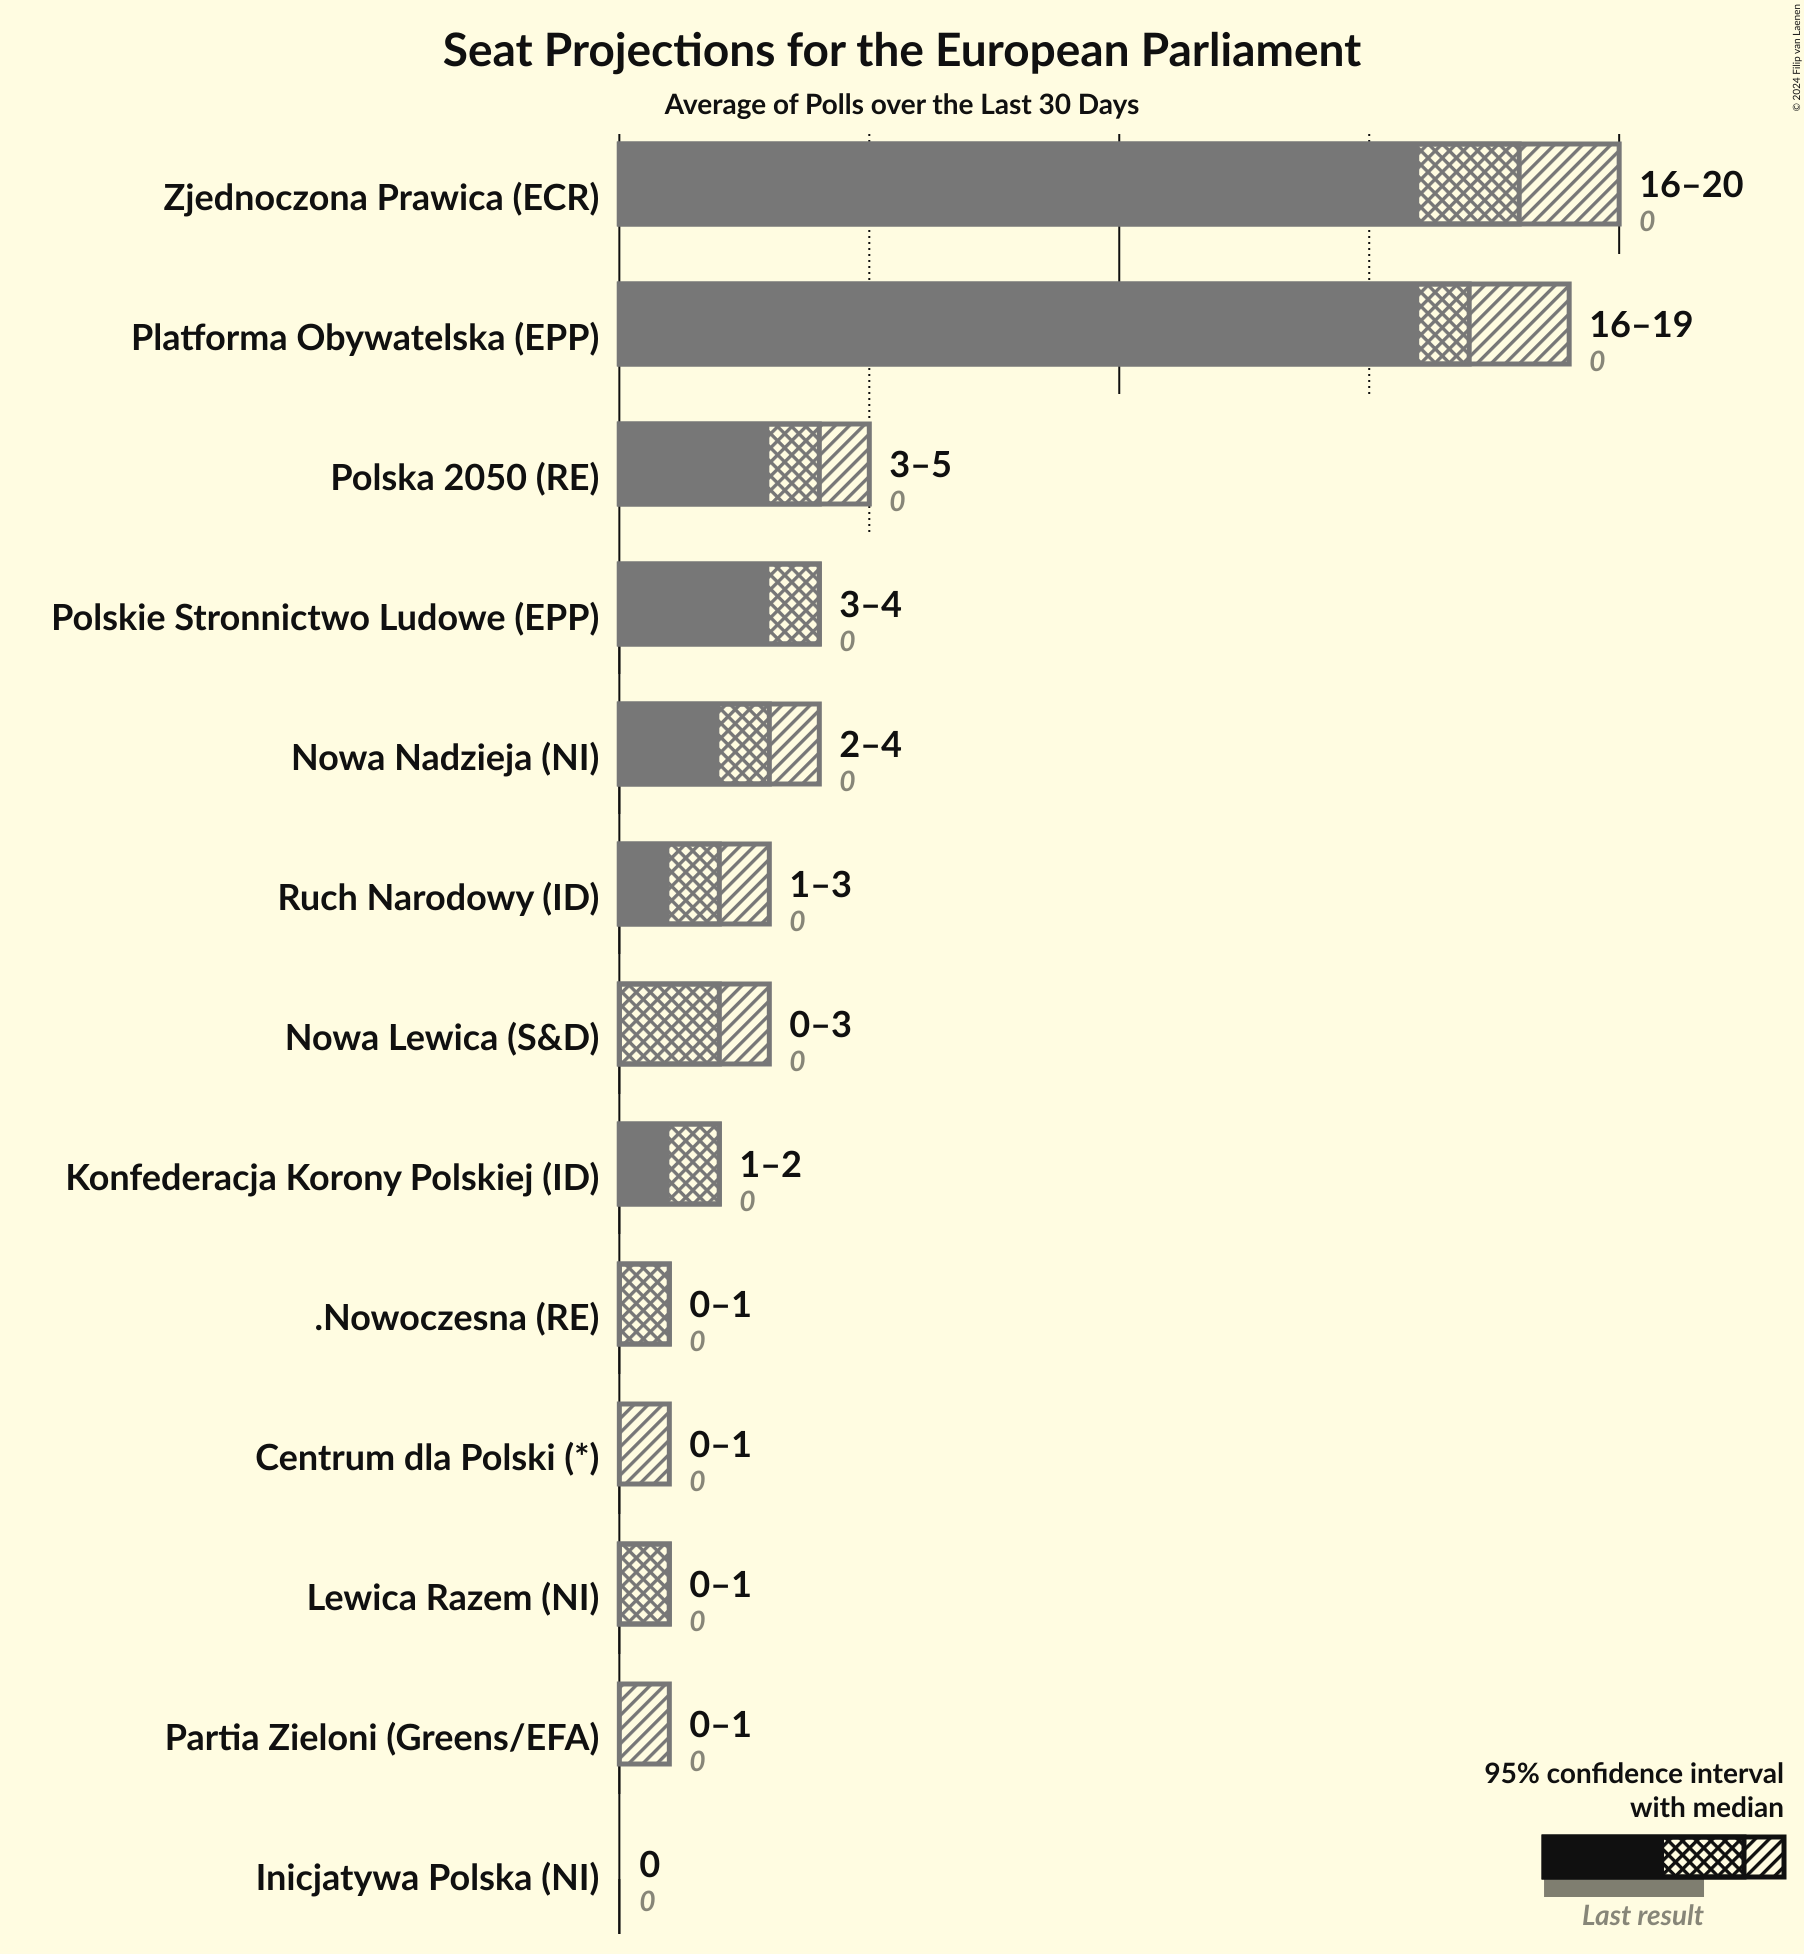 Seat Projections for the European Parliament
Average of Polls over the Last 30 Days
© 2024 Filip van Laenen
Zjednoczona Prawica (ECR)
16–20
0
Platforma Obywatelska (EPP)
16–19
0
Polska 2050 (RE)
3–5
0
Polskie Stronnictwo Ludowe (EPP)
3–4
0
Nowa Nadzieja (NI)
2–4
0
Ruch Narodowy (ID)
1–3
0
Nowa Lewica (S&D)
0–3
0
Konfederacja Korony Polskiej (ID)
1–2
0
.Nowoczesna (RE)
0–1
0
Centrum dla Polski (*)
0–1
0
Lewica Razem (NI)
0–1
0
Partia Zieloni (Greens/EFA)
0–1
0
Inicjatywa Polska (NI)
0
0
95% confidence interval
with median
Last result